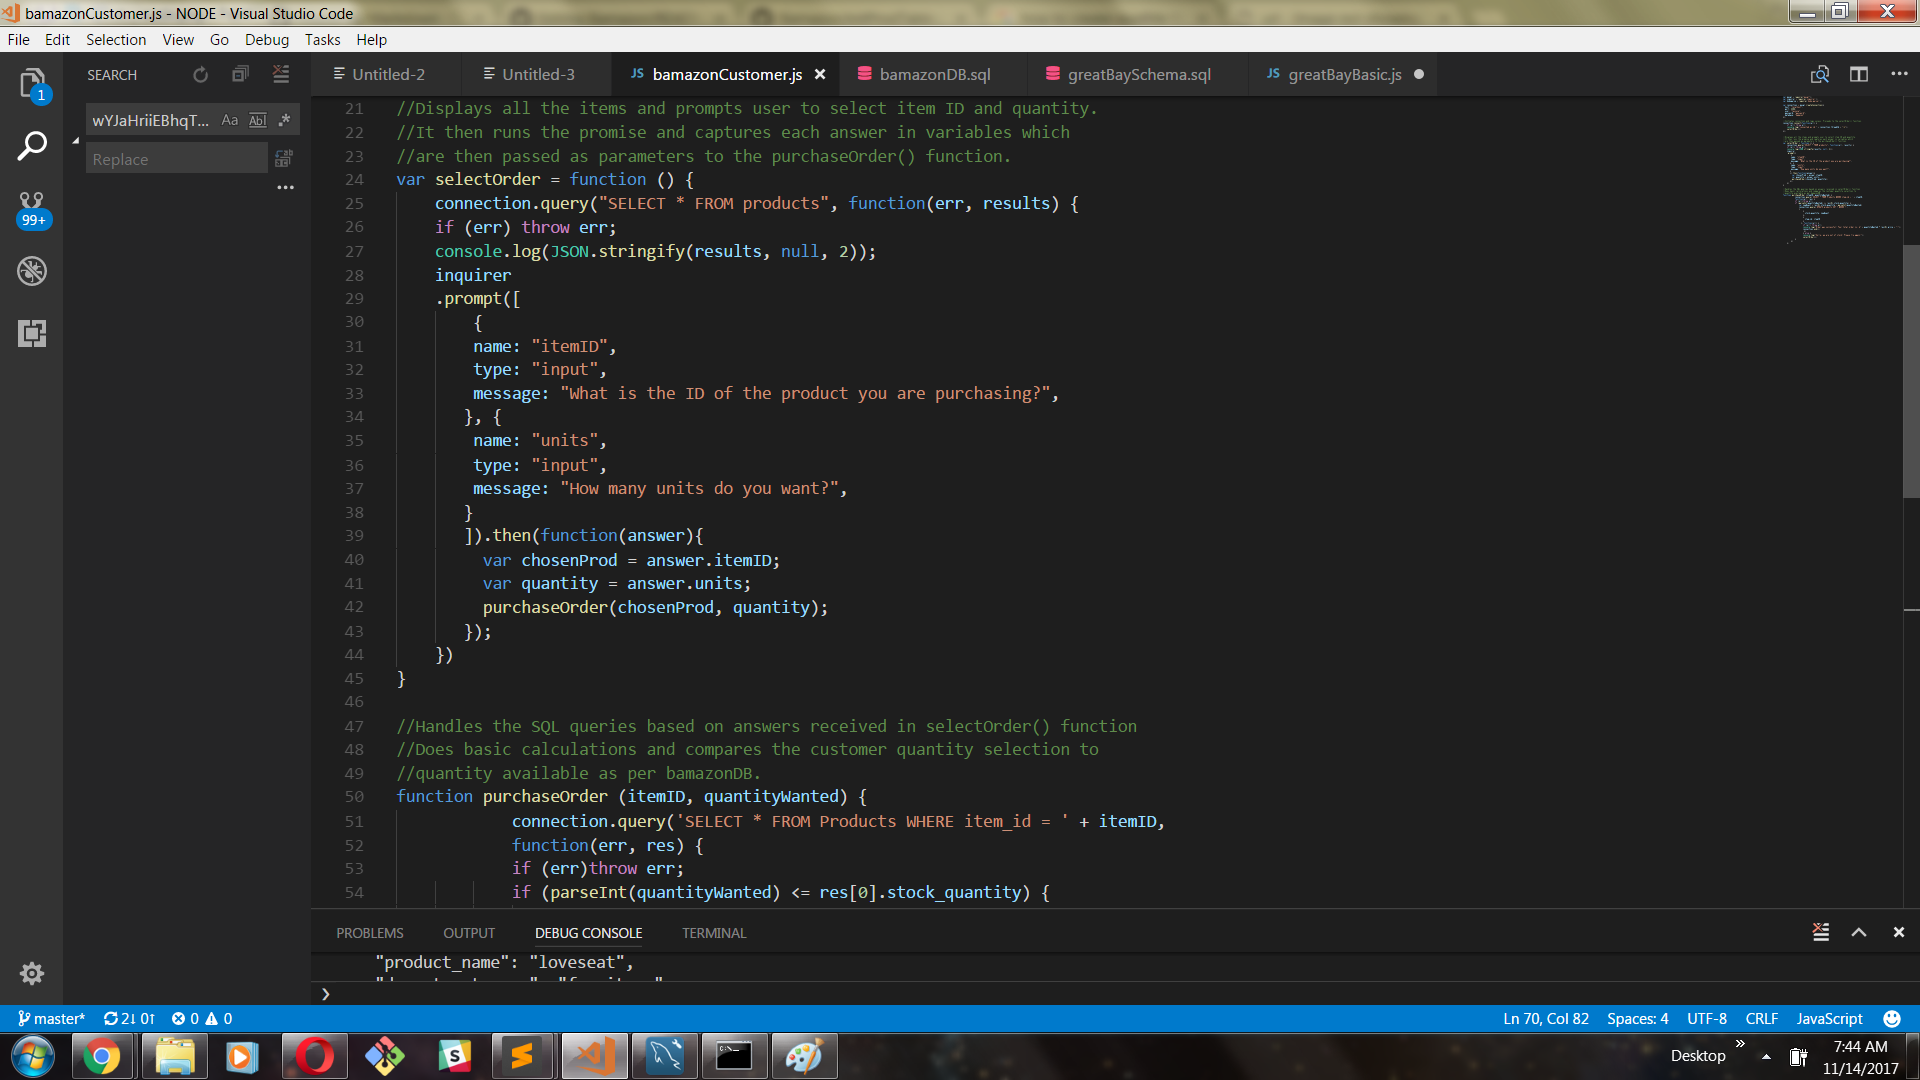 bamazonCustomer.js - NODE - Visual Studio Code
File Edit Selection View Go Debug Tasks Help
SEARCH
Untitled-2
Untitled-3
JS bamazonCustomer.js
bamazonDB.sql
greatBaySchema.sql
JS greatBayBasic.js
1
wYJaHriiEBhqT... Aa Abl .*
Replace
99+
21 //Displays all the items and prompts user to select item ID and quantity.
22 //It then runs the promise and captures each answer in variables which
23 //are then passed as parameters to the purchaseOrder() function.
24 var selectOrder = function () {
25 connection.query("SELECT * FROM products", function(err, results) {
26 if (err) throw err;
27 console.log(JSON.stringify(results, null, 2));
28 inquirer
29 .prompt([
30 {
31 name: "itemID",
32 type: "input",
33 message: "What is the ID of the product you are purchasing?",
34 }, {
35 name: "units",
36 type: "input",
37 message: "How many units do you want?",
38 }
39 ]).then(function(answer){
40 var chosenProd = answer.itemID;
41 var quantity = answer.units;
42 purchaseOrder(chosenProd, quantity);
43 });
44 })
45 }
46
47 //Handles the SQL queries based on answers received in selectOrder() function
48 //Does basic calculations and compares the customer quantity selection to
49 //quantity available as per bamazonDB.
50 function purchaseOrder (itemID, quantityWanted) {
51 connection.query('SELECT * FROM Products WHERE item_id = ' + itemID,
52 function(err, res) {
53 if (err)throw err;
54 if (parseInt(quantityWanted) <= res[0].stock_quantity) {
PROBLEMS OUTPUT DEBUG CONSOLE TERMINAL
"product_name": "loveseat",
master* 2↓ 0↑ 0 0
Ln 70, Col 82 Spaces: 4 UTF-8 CRLF JavaScript
Desktop
7:44 AM
11/14/2017